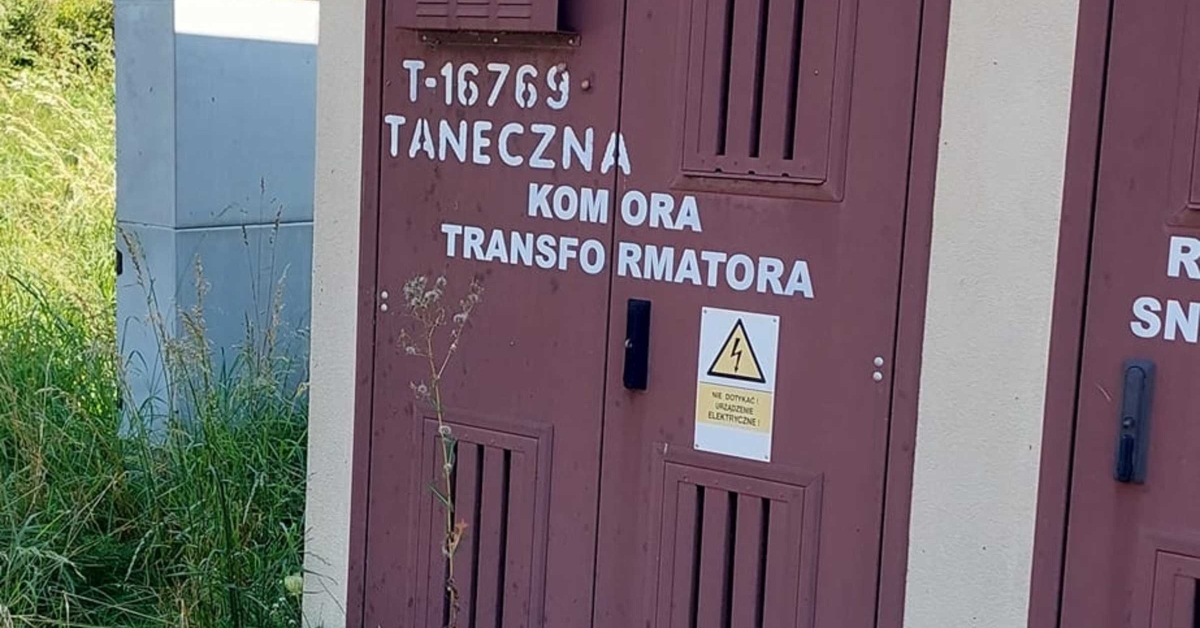 T-16769
TANECZNA
KOMORA
TRANSFORMATORA
NIE DOTYKAĆ!
URZĄDZENIE
ELEKTRYCZNE!
R
SN